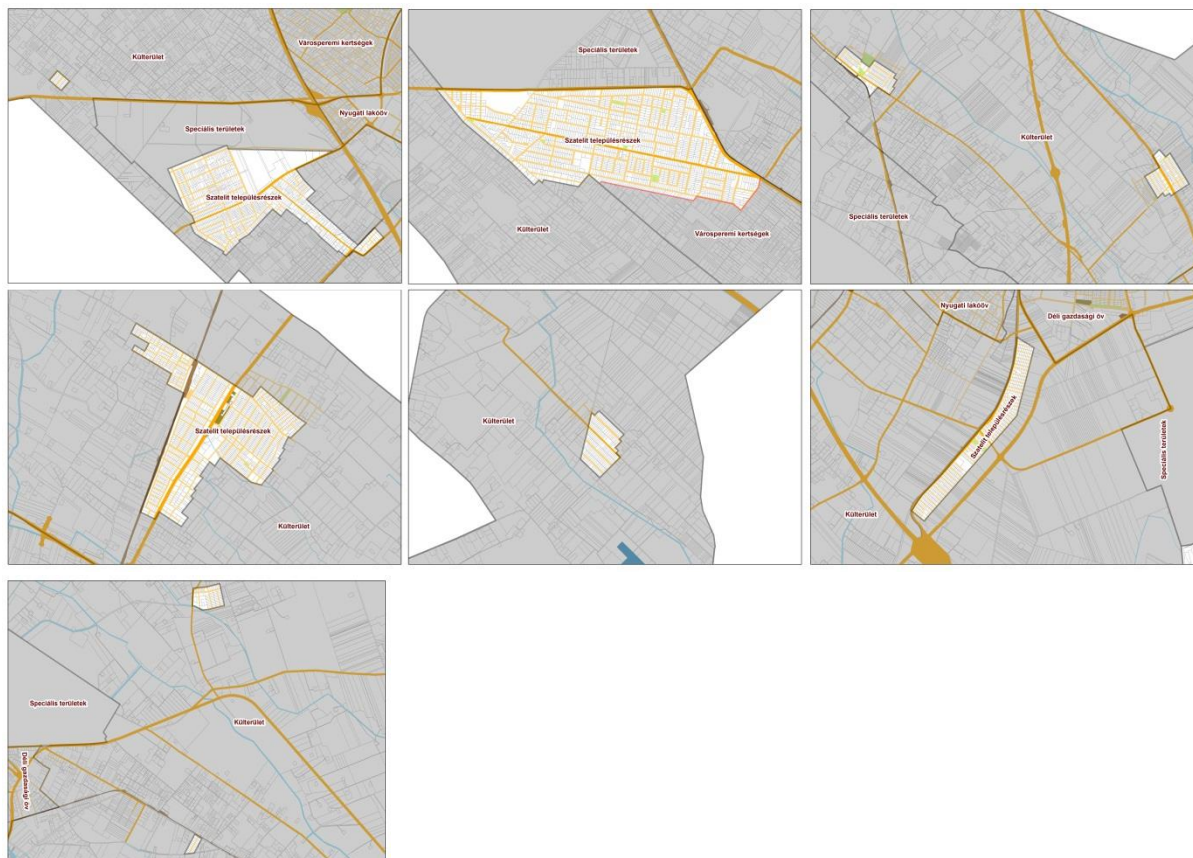 Külterület
Városperemi kertségek
Nyugati lakóöv
Speciális területek
Szatelit településrészek
Speciális területek
Szatelit településrészek
Külterület
Városperemi kertségek
Külterület
Speciális területek
Szatelit településrészek
Külterület
Külterület
Nyugati lakóöv
Déli gazdasági öv
Szatelit településrészek
Speciális területek
Külterület
Speciális területek
Külterület
Déli gazdasági öv